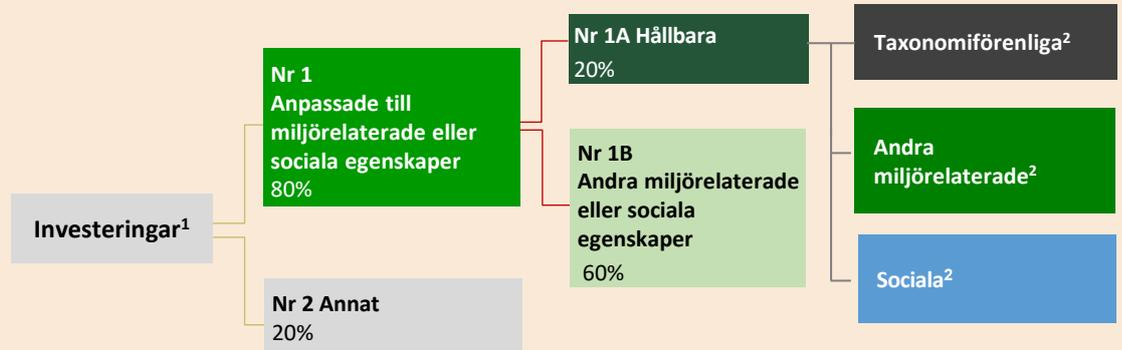 Investeringar¹
Nr 1
Anpassade till
miljörelaterade eller
sociala egenskaper
80%
Nr 2 Annat
20%
Nr 1A Hållbara
20%
Nr 1B
Andra miljörelaterade
eller sociala
egenskaper
60%
Taxonomiförenliga²
Andra
miljörelaterade²
Sociala²